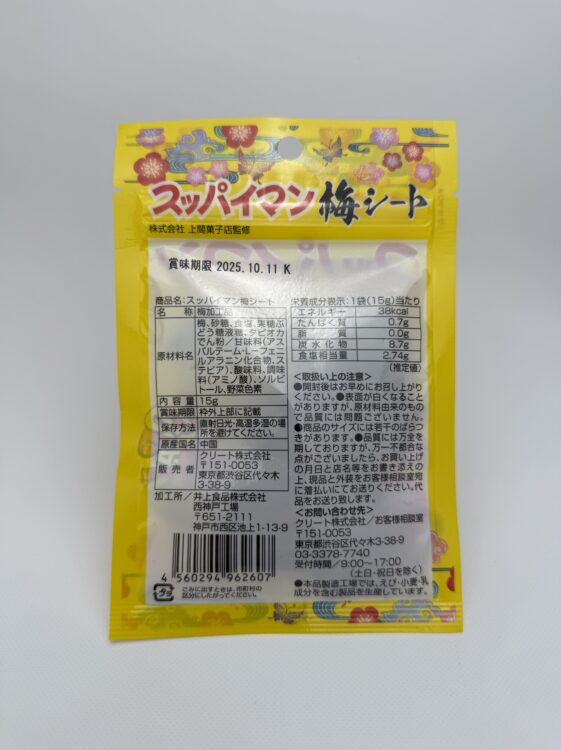 スッパイマン梅シート
株式会社 上間菓子店監修
賞味期限 2025.10.11 K
商品名:スッパイマン梅シート
名 称 梅加工品
原材料名 梅、砂糖、食塩、果糖ぶ
どう糖液糖、タピオカ
でん粉/甘味料(アス
パルテーム・L-フェニ
ルアラニン化合物、ス
テビア)、酸味料、調味
料(アミノ酸)、ソルビ
トール、野菜色素
内 容 量 15g
賞味期限 枠外上部に記載
保存方法 直射日光・高温多湿の場
所を避けてください。
原産国名 中国
販 売 者 クリート株式会社
〒151-0053
東京都渋谷区代々木
3-38-9
加工所/井上食品株式会社
西神戸工場
〒651-2111
神戸市西区池上1-13-9
4 560294 962607
プラ
ごみに出すときは、市町村の
区分にしたがってください。
栄養成分表示:1袋(15g)当たり
エネルギー 38kcal
たんぱく質 0.7g
脂 質 0.0g
炭水化物 8.7g
食塩相当量 2.74g
(推定値)
<取扱い上の注意>
●開封後はお早めにお召し上がり
ください。●表面が白くなること
がありますが、原材料由来のもの
で品質には問題ございません。
●商品のサイズには若干のばらつ
きがあります。●品質には万全を
期しておりますが、万一不都合な
点がございましたら、お買い上げ
の月日と店名等をお書き添えの
上、現品と外装をお客様相談室宛
に着払いにてお送りください。代
品をお送り致します。
<お問い合わせ先>
クリート株式会社/お客様相談室
〒151-0053
東京都渋谷区代々木3-38-9
03-3378-7740
受付時間/9:00~17:00
(土日・祝日を除く)
●本品製造工場では、えび・小麦・乳
成分を含む製品を生産しています。